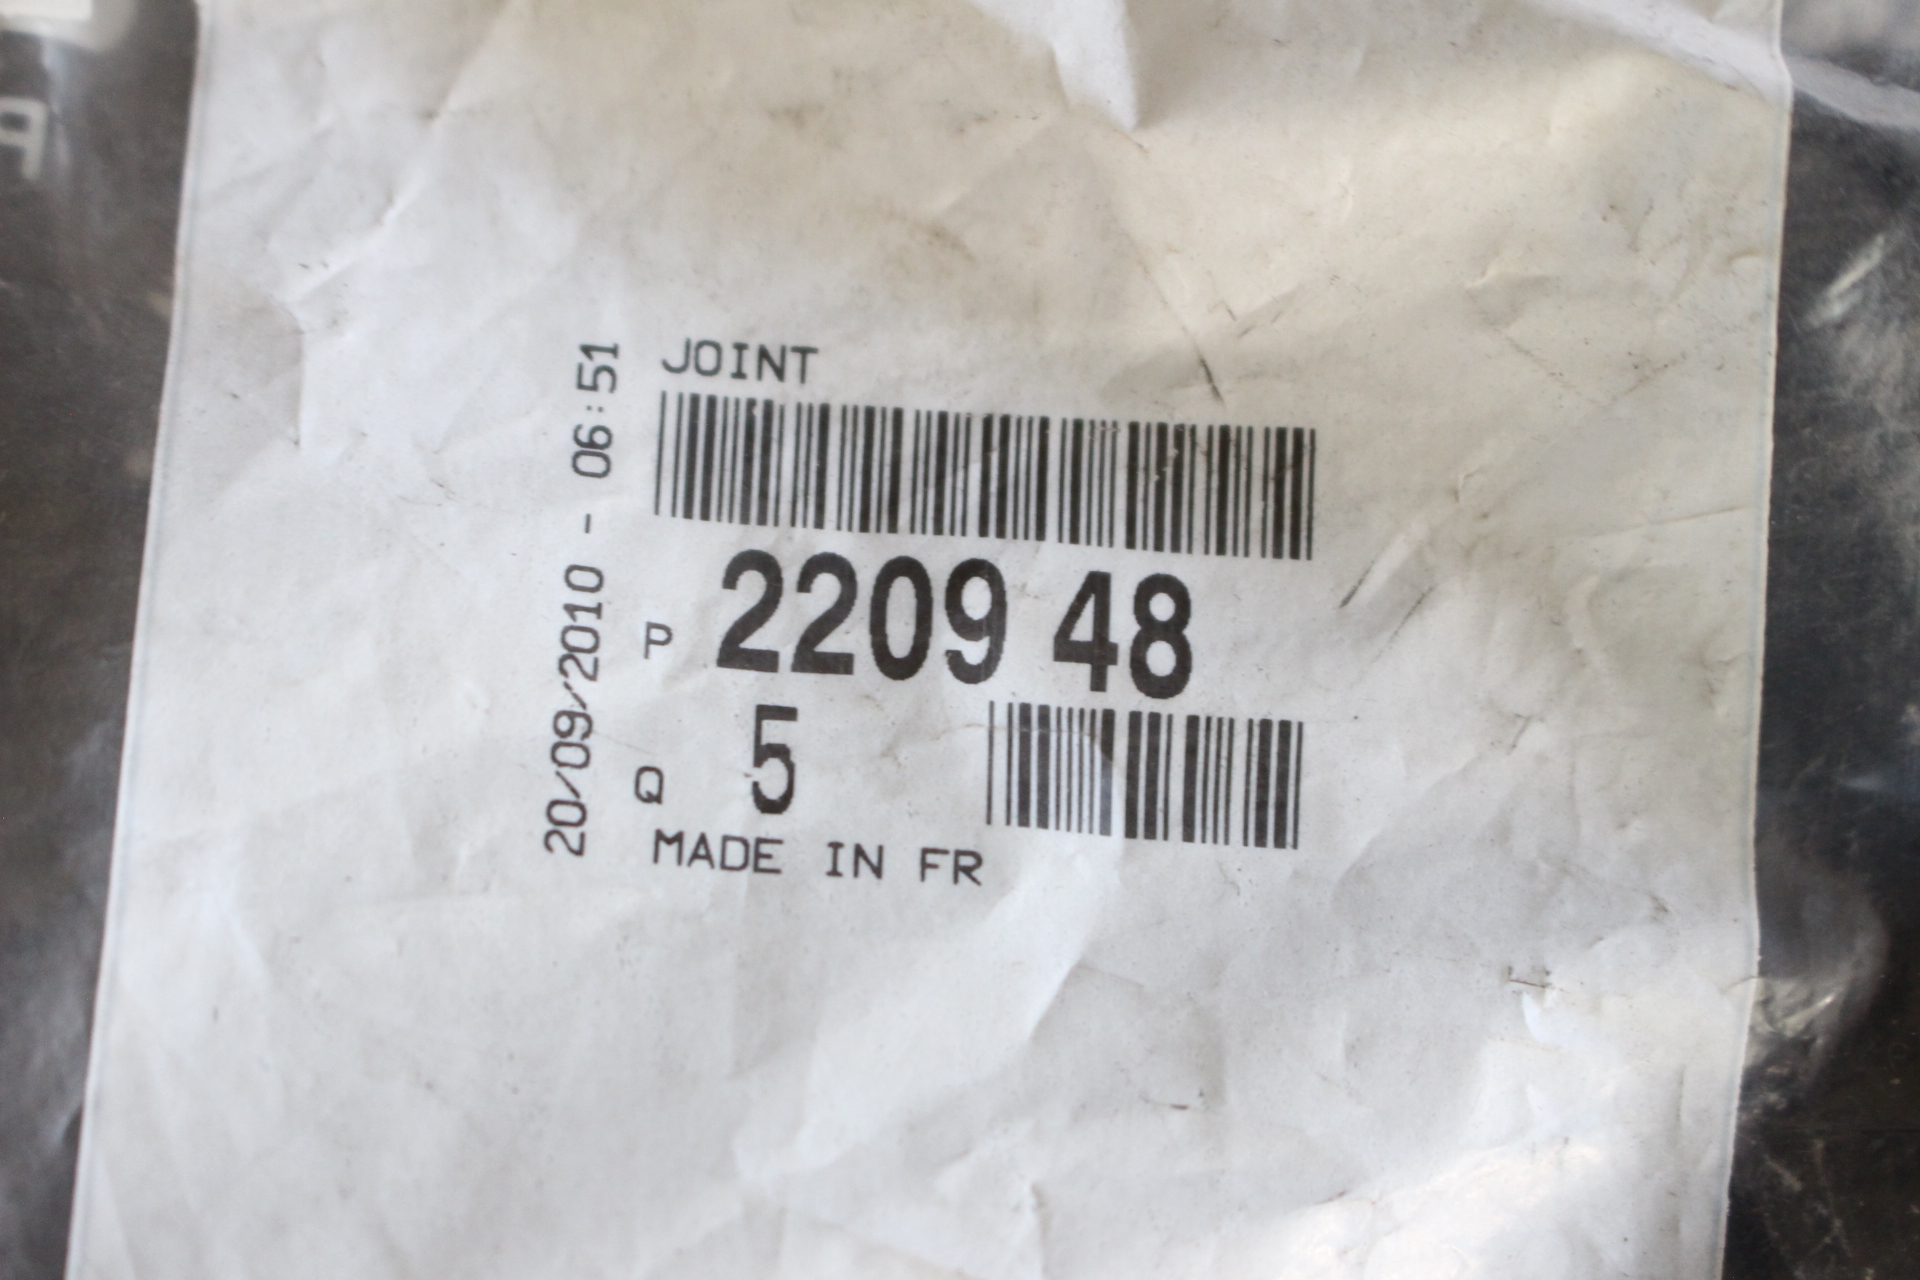 JOINT
20/09/2010 - 06:51
P 2209 48
Q 5
MADE IN FR